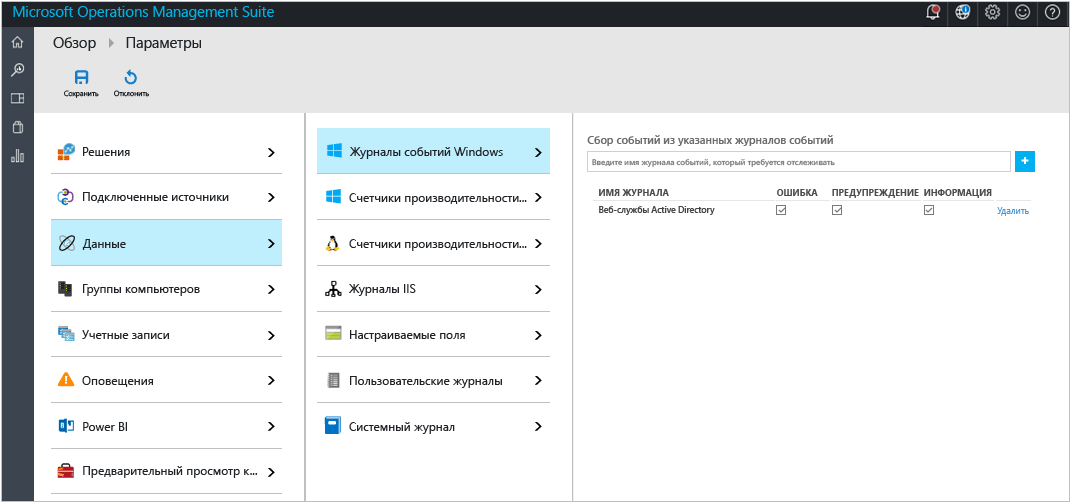 Microsoft Operations Management Suite
Обзор Параметры
Сохранить Отклонить
Решения
Подключенные источники
Данные
Группы компьютеров
Учетные записи
Оповещения
Power BI
Предварительный просмотр к...
Журналы событий Windows
Счетчики производительности...
Счетчики производительности...
Журналы IIS
Настраиваемые поля
Пользовательские журналы
Системный журнал
Сбор событий из указанных журналов событий
Введите имя журнала событий, который требуется отслеживать
ИМЯ ЖУРНАЛА ОШИБКА ПРЕДУПРЕЖДЕНИЕ ИНФОРМАЦИЯ
Веб-службы Active Directory Удалить